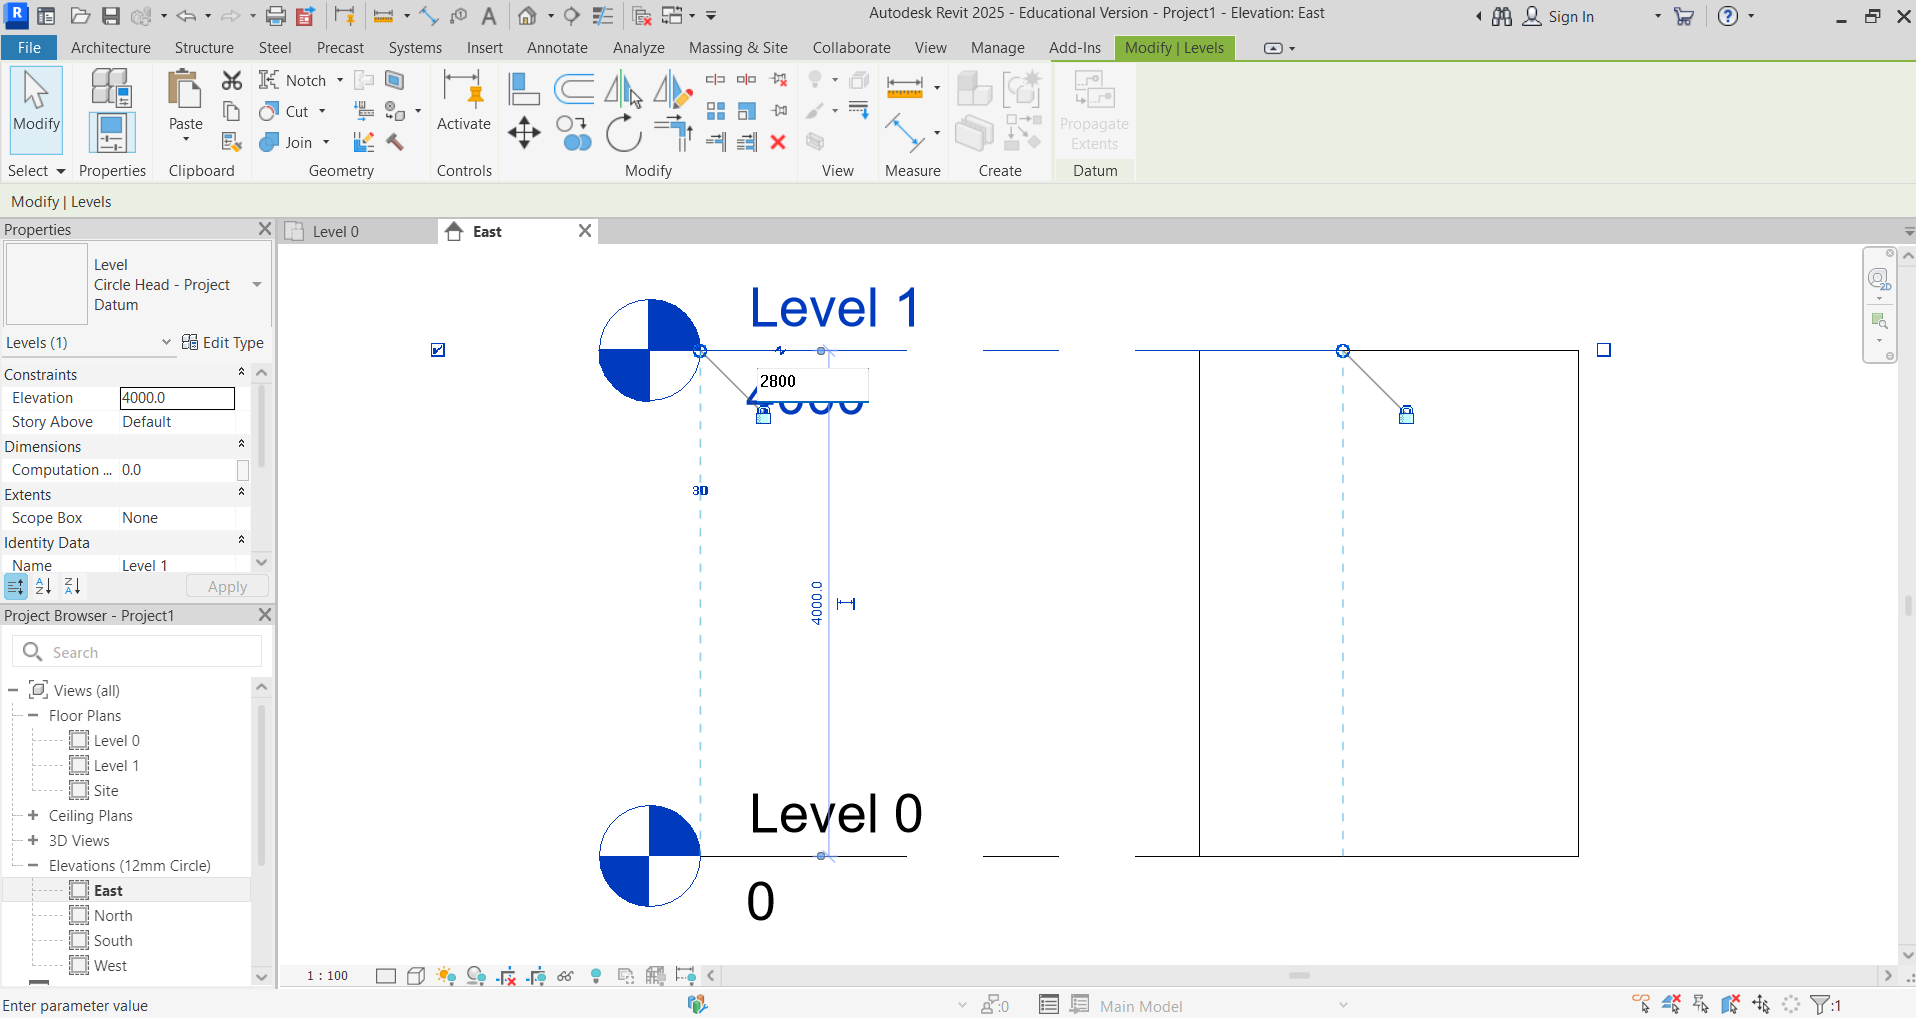 Autodesk Revit 2025 - Educational Version - Project1 - Elevation: East
Sign In
File
Architecture
Structure
Steel
Precast
Systems
Insert
Annotate
Analyze
Massing & Site
Collaborate
View
Manage
Add-Ins
Modify | Levels
Modify
Paste
Notch
Cut
Join
Activate
Propagate
Extents
Select
Properties
Clipboard
Geometry
Controls
Modify
View
Measure
Create
Datum
Modify | Levels
Properties
Level 0
East
Level
Circle Head - Project
Datum
Levels (1)
Edit Type
Constraints
Elevation 4000.0
Story Above Default
Dimensions
Computation ... 0.0
Extents
Scope Box None
Identity Data
Name Level 1
Apply
Project Browser - Project1
Search
Views (all)
Floor Plans
Level 0
Level 1
Site
Ceiling Plans
3D Views
Elevations (12mm Circle)
East
North
South
West
Level 1
2800
3D
4000.0
Level 0
0
2D
1 : 100
Enter parameter value
:0
Main Model
:1